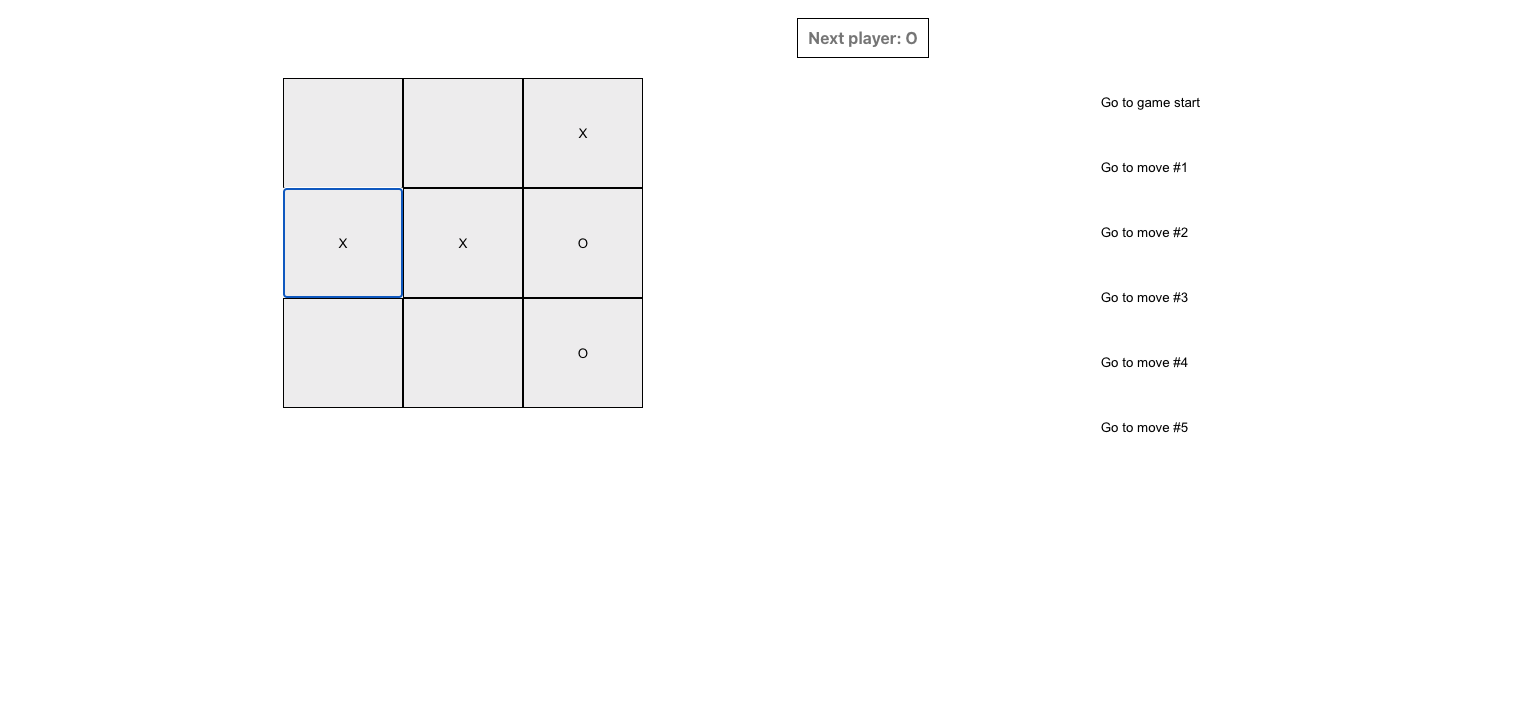 Next player: O
X
X X O
O
Go to game start
Go to move #1
Go to move #2
Go to move #3
Go to move #4
Go to move #5